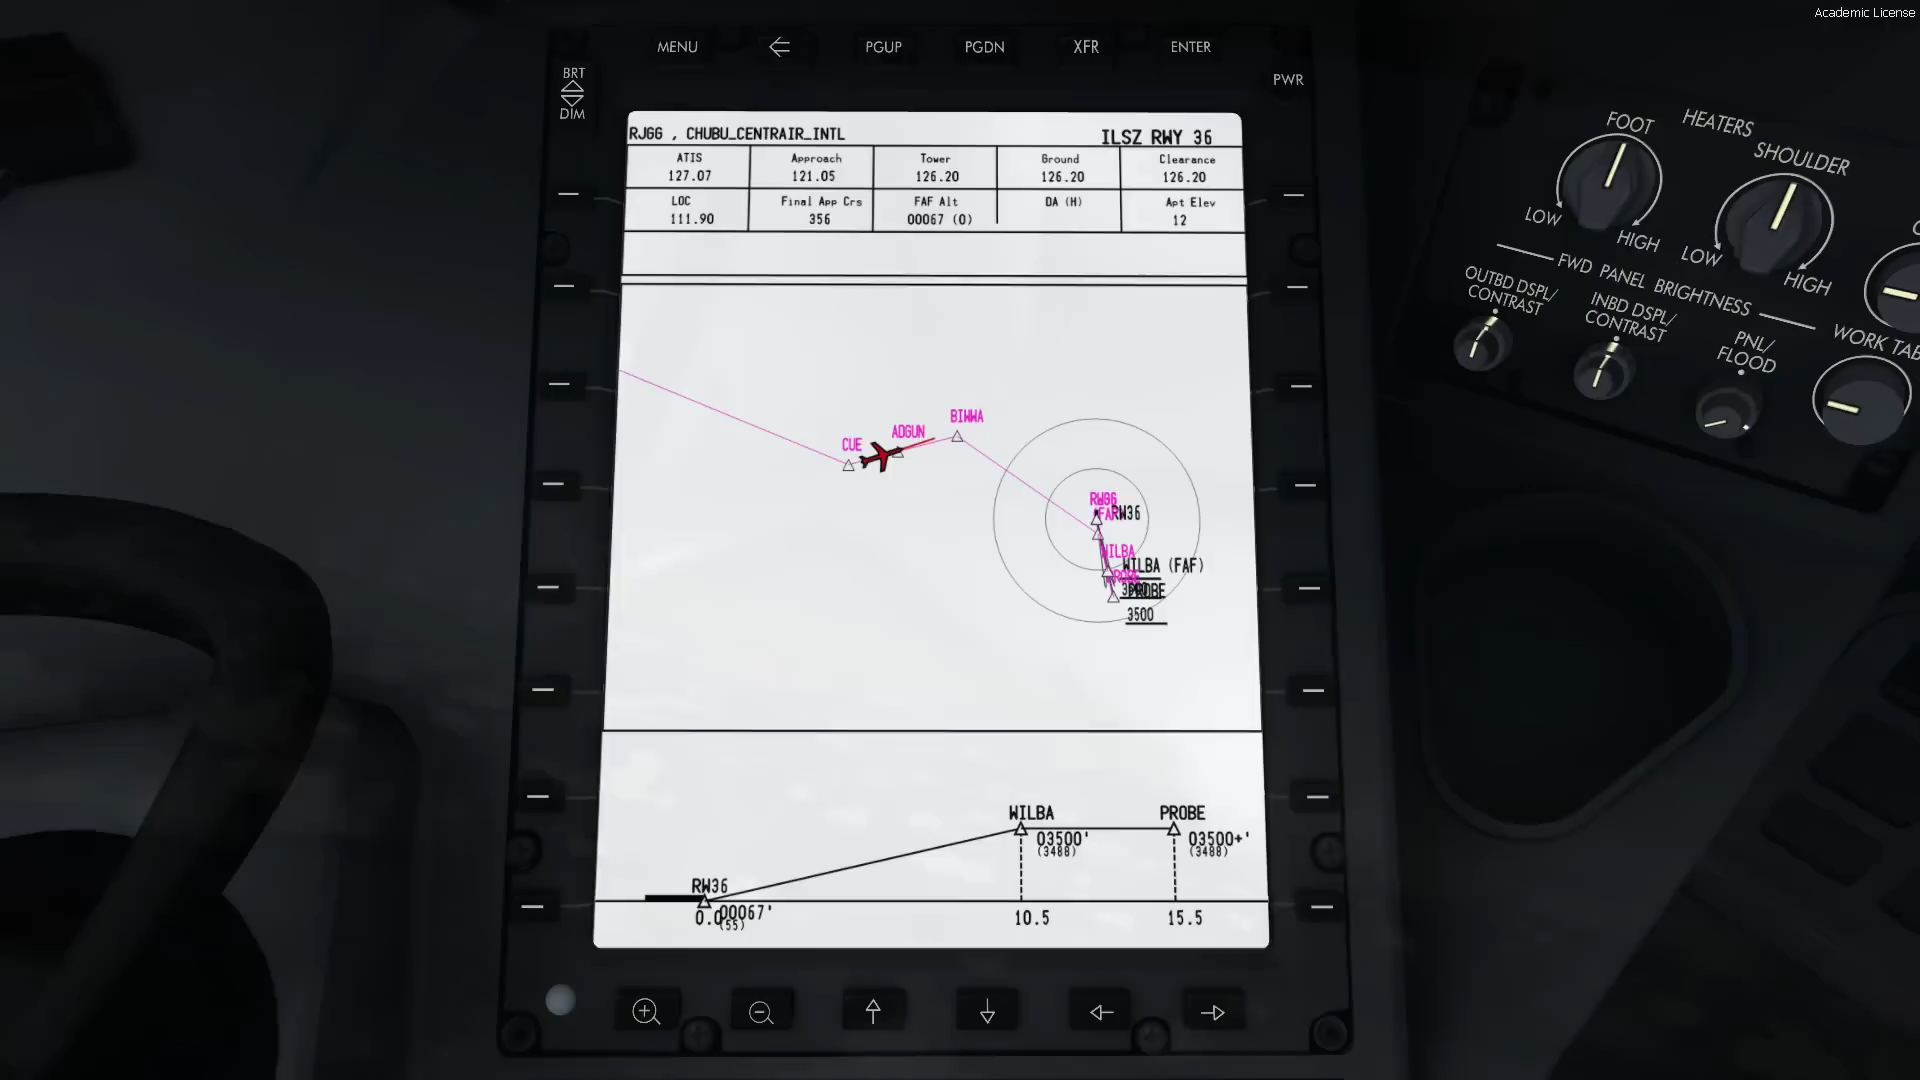 Academic License
MENU PGUP PGDN XFR ENTER
BRT
DIM
PWR
RJGG , CHUBU_CENTRAIR_INTL
ILSZ RWY 36
ATIS Approach Tower Ground Clearance
127.07 121.05 126.20 126.20 126.20
LOC Final App Crs FAF Alt DA (H) Apt Elev
111.90 356 00067 (0) 12
CUE
ADGUN
BIWWA
RW36
WILBA
WILBA (FAF)
PROBE
3500
WILBA PROBE
03500' 03500+'
(3488) (3488)
RW36
00067'
(55)
0.0 10.5 15.5
FOOT
HEATERS
SHOULDER
LOW
HIGH
LOW
HIGH
FWD PANEL BRIGHTNESS
OUTBD DSPL/
CONTRAST
INBD DSPL/
CONTRAST
PNL/
FLOOD
WORK